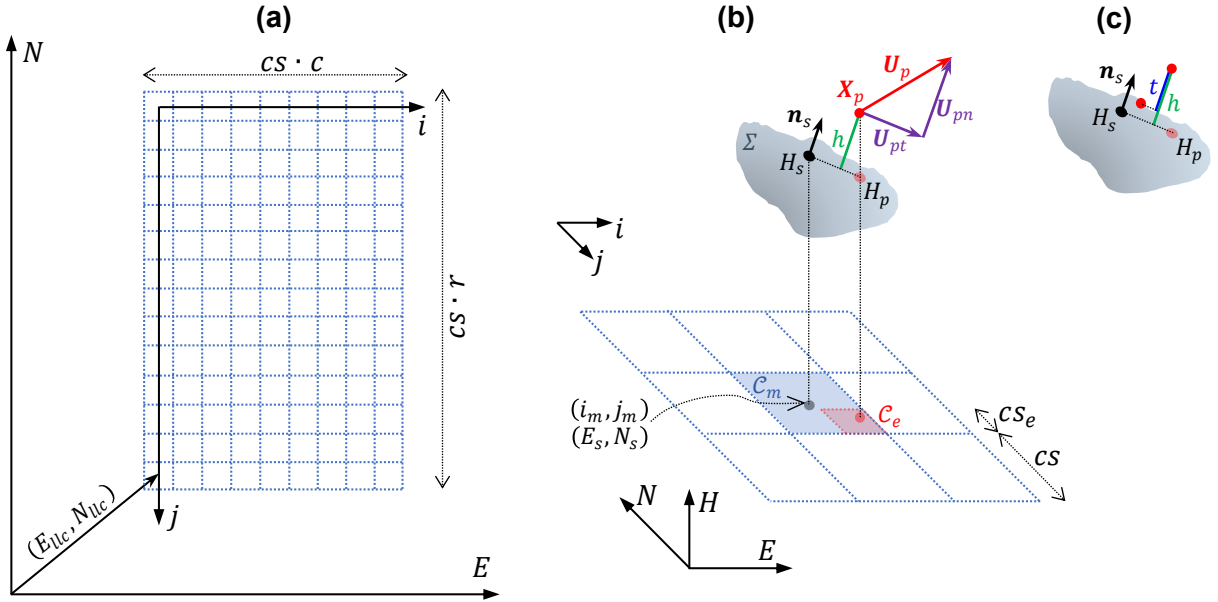 (a)
N
cs · c
i
cs · r
j
(E_llc, N_llc)
E
(b)
U_p
X_p
n_s
U_pn
U_pt
h
Σ
H_s
H_p
i
j
C_m
(i_m, j_m)
(E_s, N_s)
C_e
cs_e
cs
N
H
E
(c)
n_s
t
h
H_s
H_p